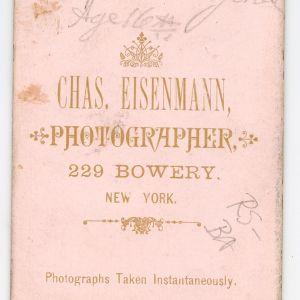 Age 16
CHAS. EISENMANN,
PHOTOGRAPHER,
229 BOWERY.
NEW YORK.
Photographs Taken Instantaneously.